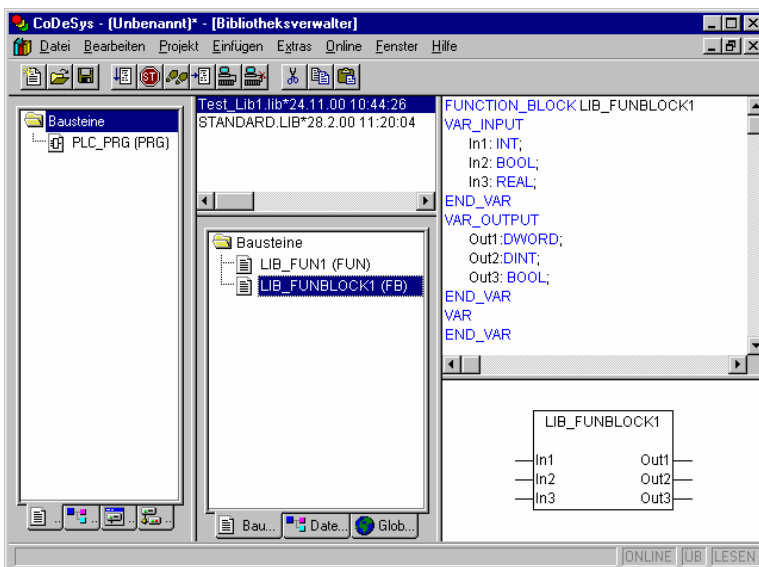 CoDeSys - (Unbenannt)* - [Bibliotheksverwalter]
Datei Bearbeiten Projekt Einfügen Extras Online Fenster Hilfe
Bausteine
PLC_PRG (PRG)
Test_Lib1.lib*24.11.00 10:44:26
STANDARD.LIB*28.2.00 11:20:04
Bausteine
LIB_FUN1 (FUN)
LIB_FUNBLOCK1 (FB)
Bau... Date... Glob...
FUNCTION_BLOCK LIB_FUNBLOCK1
VAR_INPUT
In1: INT;
In2: BOOL;
In3: REAL;
END_VAR
VAR_OUTPUT
Out1:DWORD;
Out2:DINT;
Out3: BOOL;
END_VAR
VAR
END_VAR
LIB_FUNBLOCK1
In1 Out1
In2 Out2
In3 Out3
ONLINE ÜB LESEN